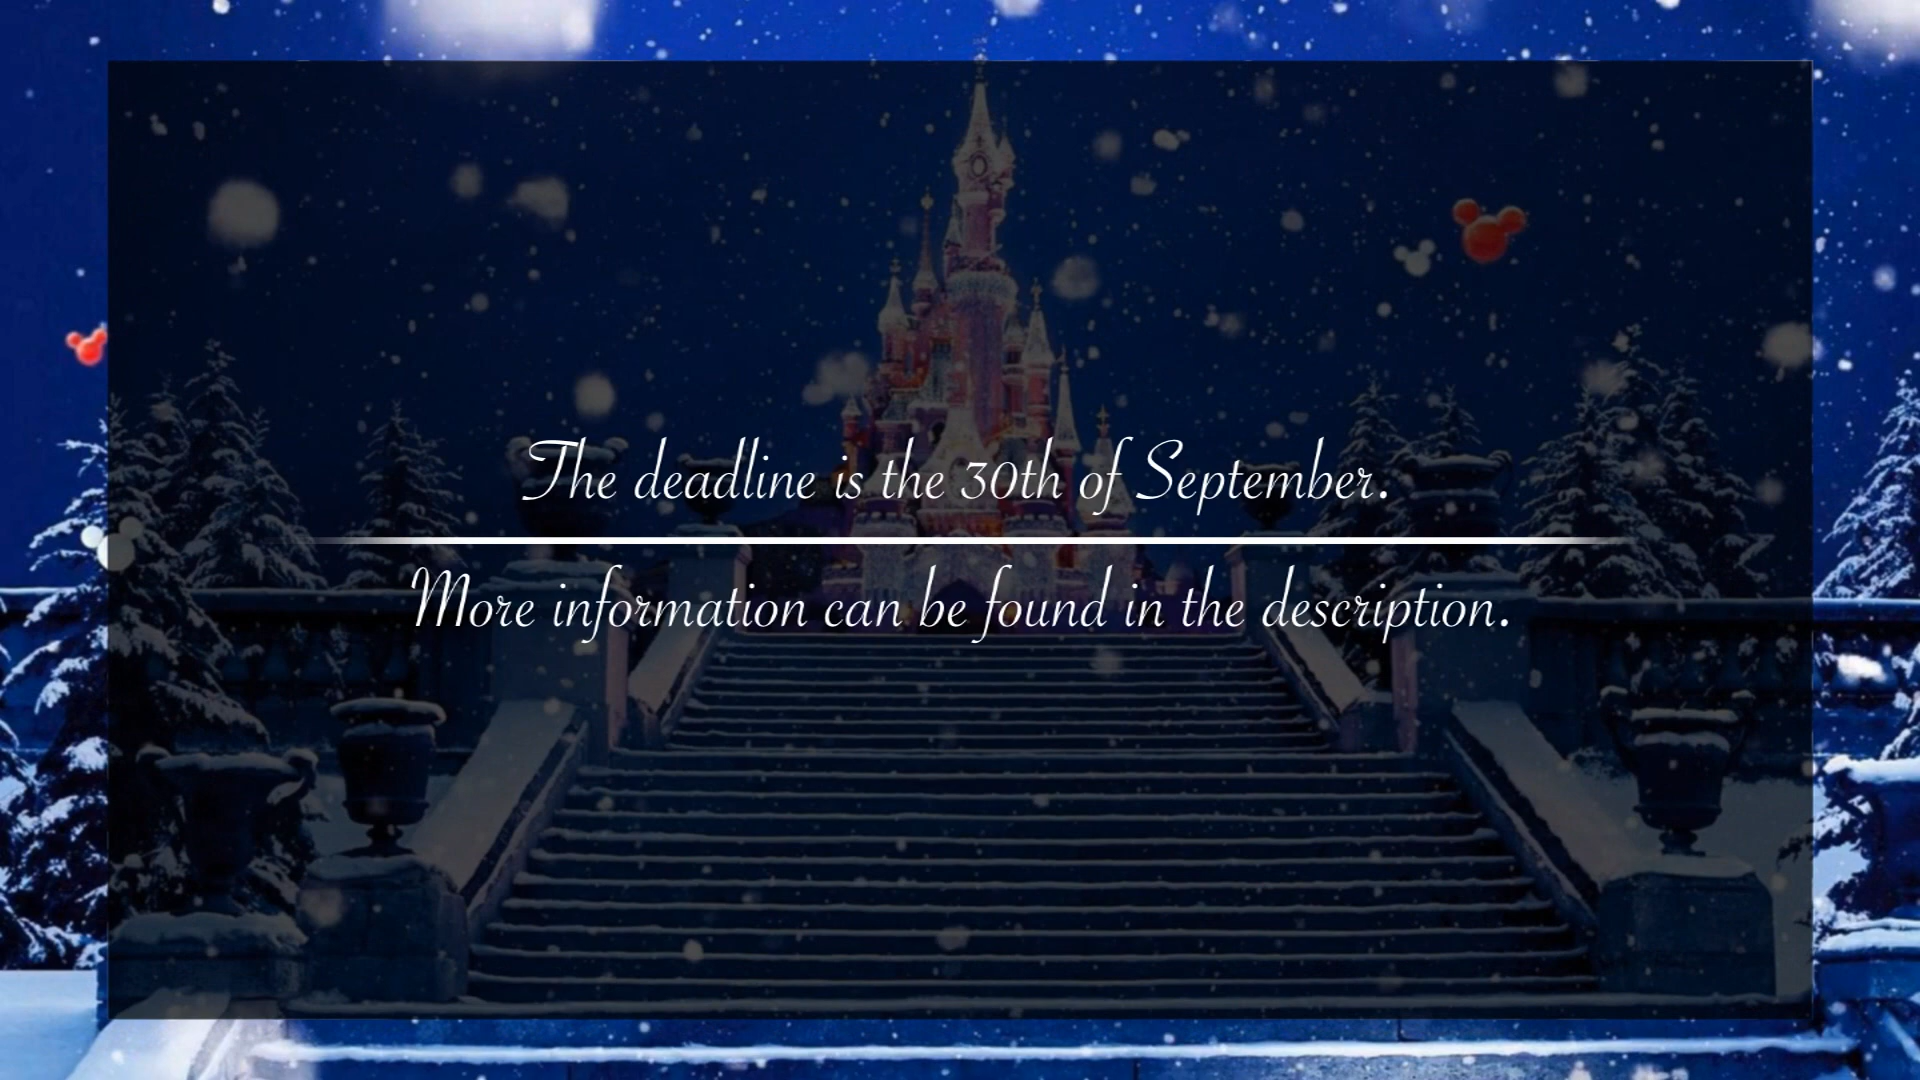 The deadline is the 30th of September.
More information can be found in the description.